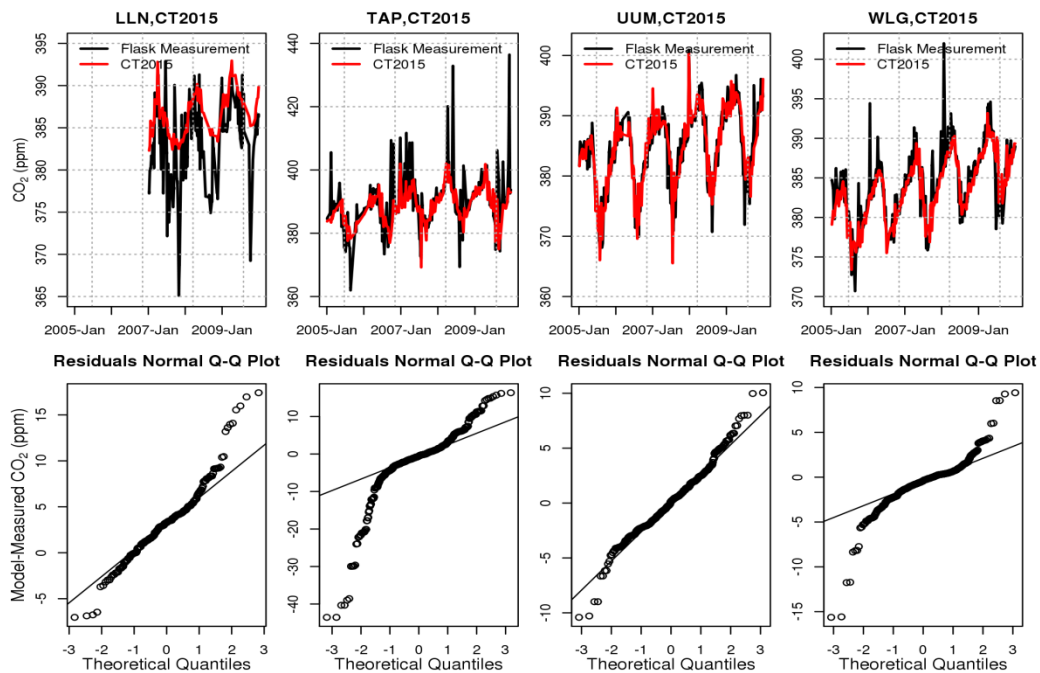 LLN,CT2015
TAP,CT2015
UUM,CT2015
WLG,CT2015
CO₂ (ppm)
395
390
385
380
375
370
365
Flask Measurement
CT2015
2005-Jan
2007-Jan
2009-Jan
440
420
400
380
360
Flask Measurement
CT2015
2005-Jan
2007-Jan
2009-Jan
400
390
380
370
360
Flask Measurement
CT2015
2005-Jan
2007-Jan
2009-Jan
400
395
390
385
380
375
370
Flask Measurement
CT2015
2005-Jan
2007-Jan
2009-Jan
Residuals Normal Q-Q Plot
Residuals Normal Q-Q Plot
Residuals Normal Q-Q Plot
Residuals Normal Q-Q Plot
Model-Measured CO₂ (ppm)
15
10
5
0
-5
-3 -2 -1 0 1 2 3
Theoretical Quantiles
10
0
-10
-20
-30
-40
-3 -2 -1 0 1 2 3
Theoretical Quantiles
10
5
0
-5
-10
-3 -2 -1 0 1 2 3
Theoretical Quantiles
5
0
-5
-10
-15
-3 -2 -1 0 1 2 3
Theoretical Quantiles